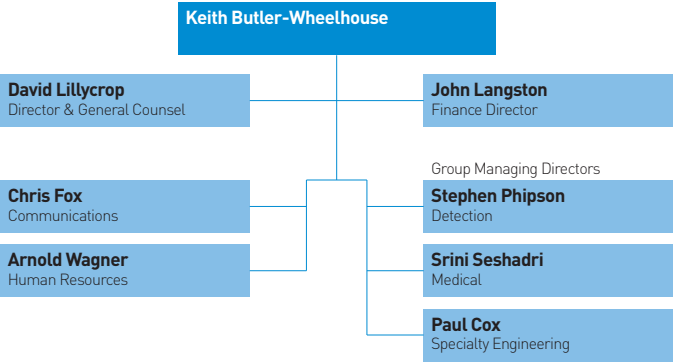 Keith Butler-Wheelhouse
David Lillycrop
Director & General Counsel
John Langston
Finance Director
Chris Fox
Communications
Arnold Wagner
Human Resources
Group Managing Directors
Stephen Phipson
Detection
Srini Seshadri
Medical
Paul Cox
Specialty Engineering